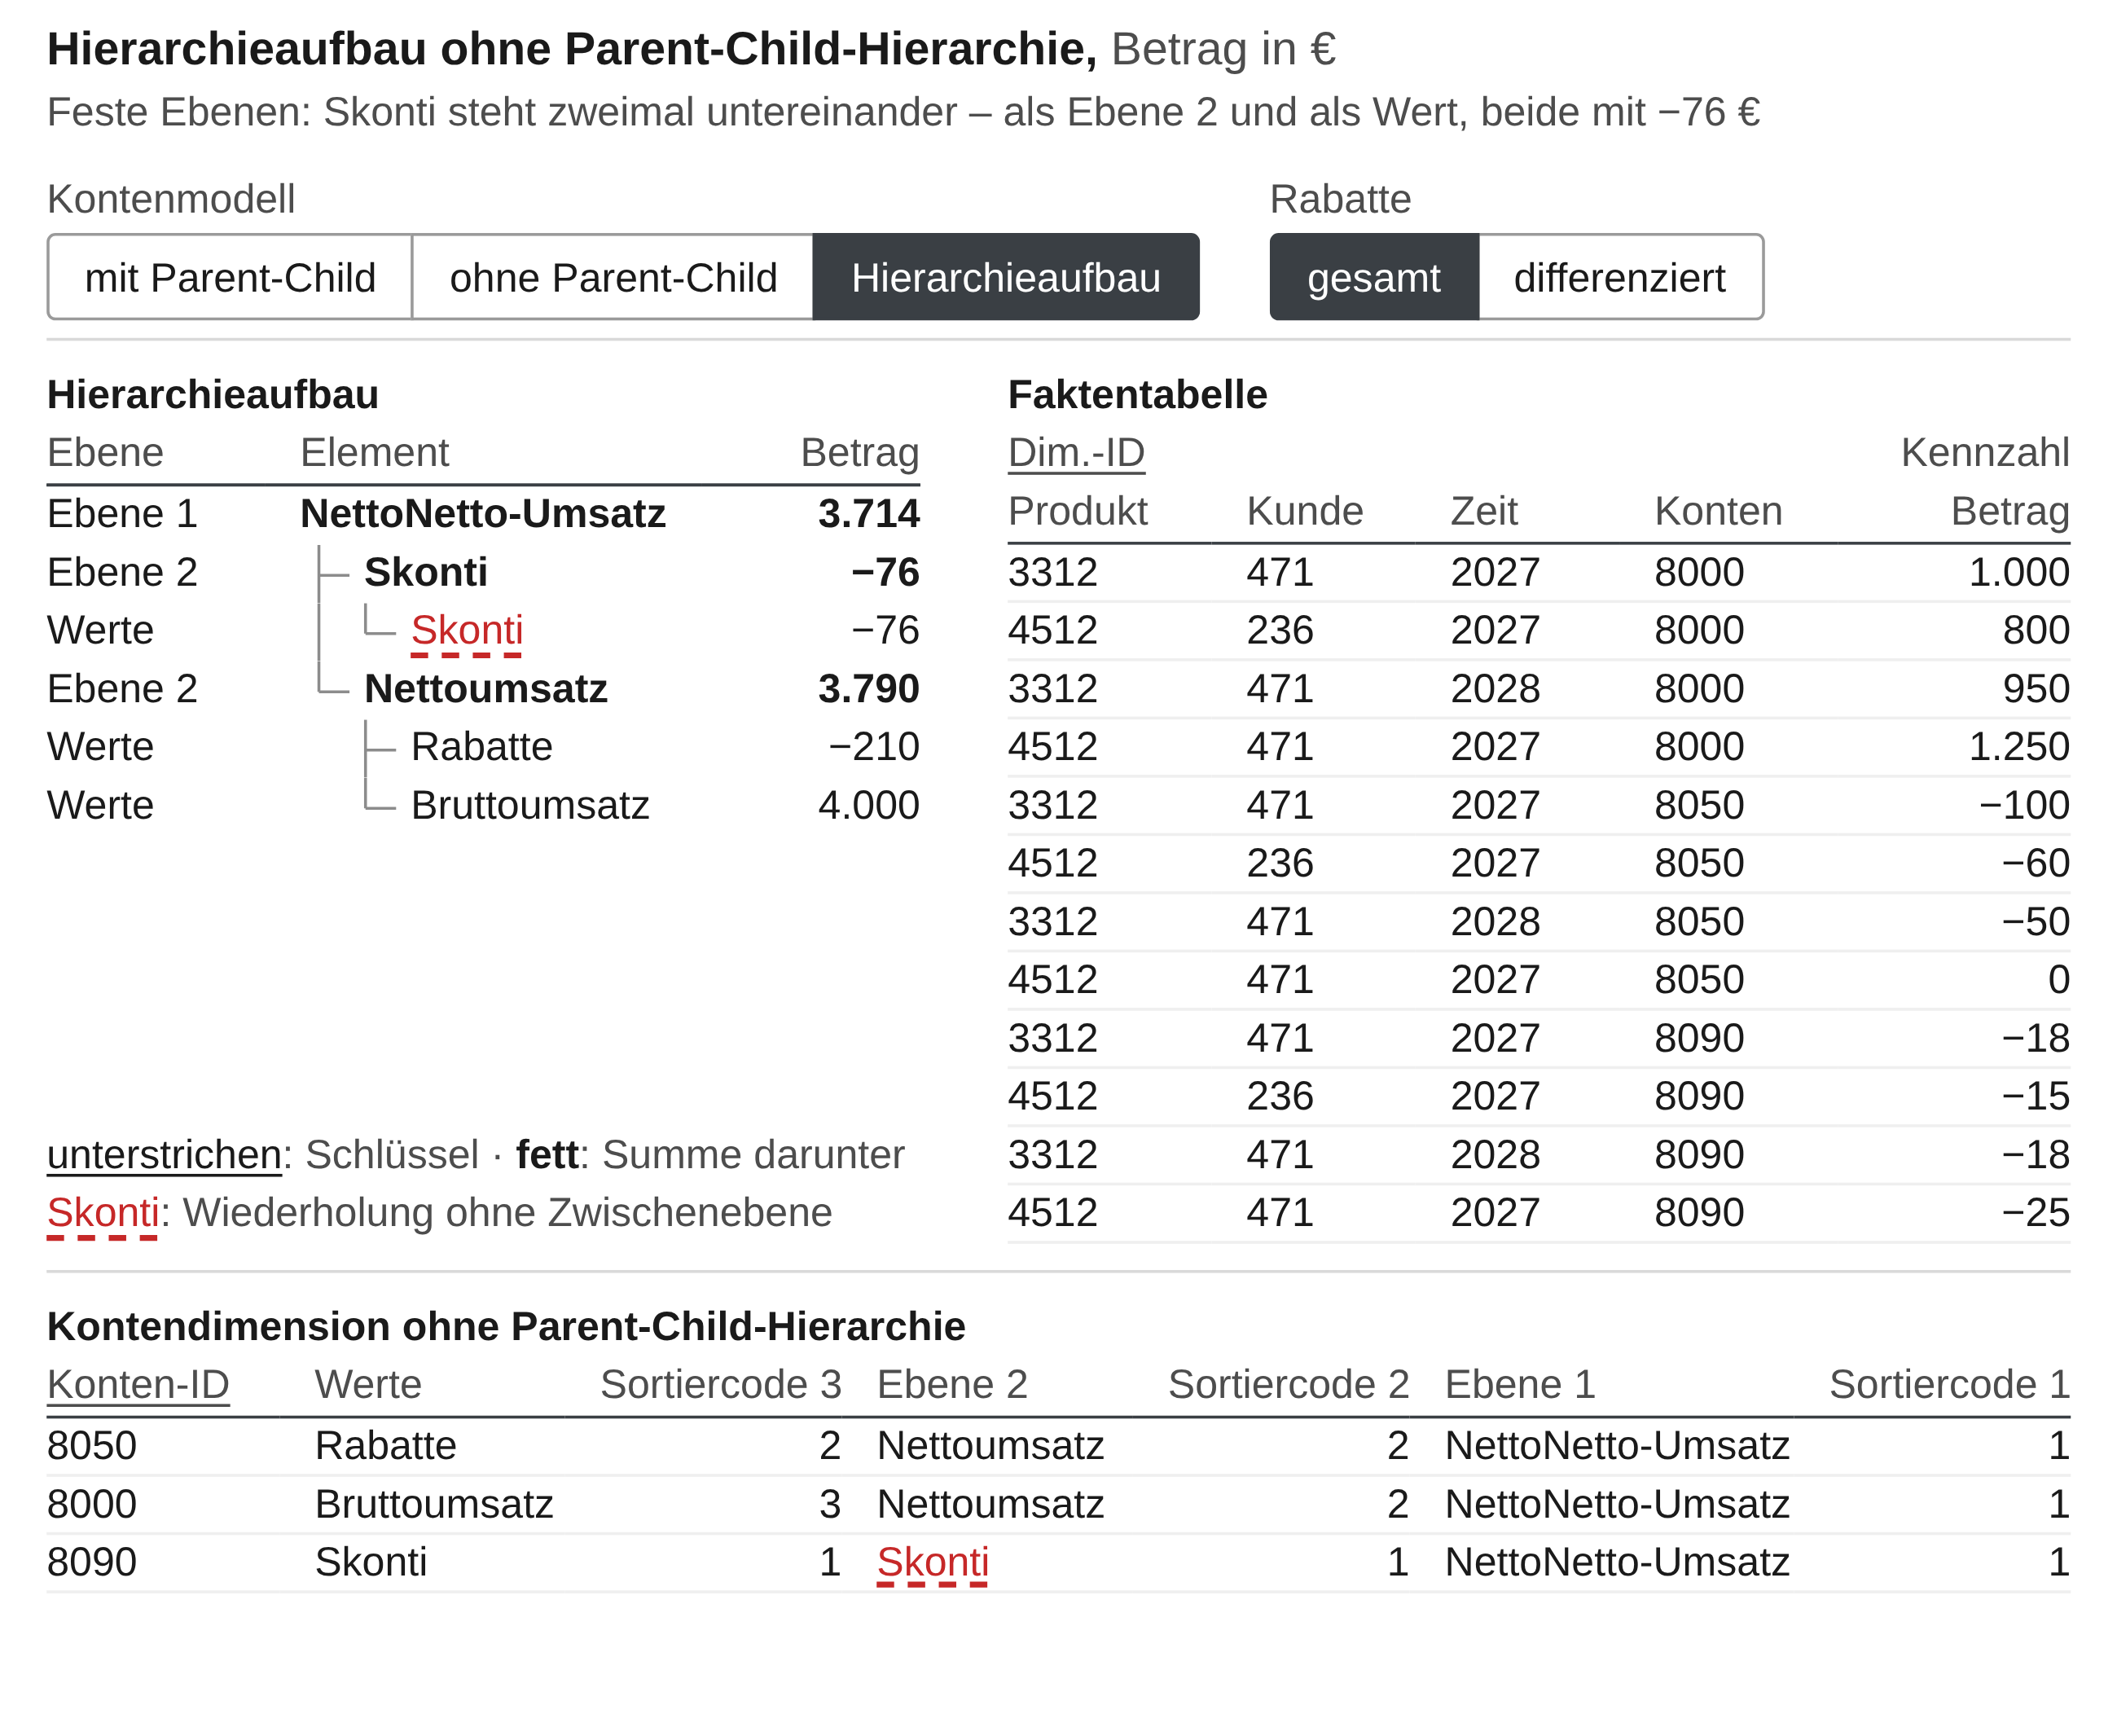 Hierarchieaufbau ohne Parent-Child-Hierarchie, Betrag in €
Feste Ebenen: Skonti steht zweimal untereinander – als Ebene 2 und als Wert, beide mit −76 €
Kontenmodell
mit Parent-Child ohne Parent-Child Hierarchieaufbau
Rabatte
gesamt differenziert
Hierarchieaufbau
Ebene Element Betrag
Ebene 1 NettoNetto-Umsatz 3.714
Ebene 2 Skonti −76
Werte Skonti −76
Ebene 2 Nettoumsatz 3.790
Werte Rabatte −210
Werte Bruttoumsatz 4.000
unterstrichen: Schlüssel · fett: Summe darunter
Skonti: Wiederholung ohne Zwischenebene
Faktentabelle
Dim.-ID Kennzahl
Produkt Kunde Zeit Konten Betrag
3312 471 2027 8000 1.000
4512 236 2027 8000 800
3312 471 2028 8000 950
4512 471 2027 8000 1.250
3312 471 2027 8050 −100
4512 236 2027 8050 −60
3312 471 2028 8050 −50
4512 471 2027 8050 0
3312 471 2027 8090 −18
4512 236 2027 8090 −15
3312 471 2028 8090 −18
4512 471 2027 8090 −25
Kontendimension ohne Parent-Child-Hierarchie
Konten-ID Werte Sortiercode 3 Ebene 2 Sortiercode 2 Ebene 1 Sortiercode 1
8050 Rabatte 2 Nettoumsatz 2 NettoNetto-Umsatz 1
8000 Bruttoumsatz 3 Nettoumsatz 2 NettoNetto-Umsatz 1
8090 Skonti 1 Skonti 1 NettoNetto-Umsatz 1